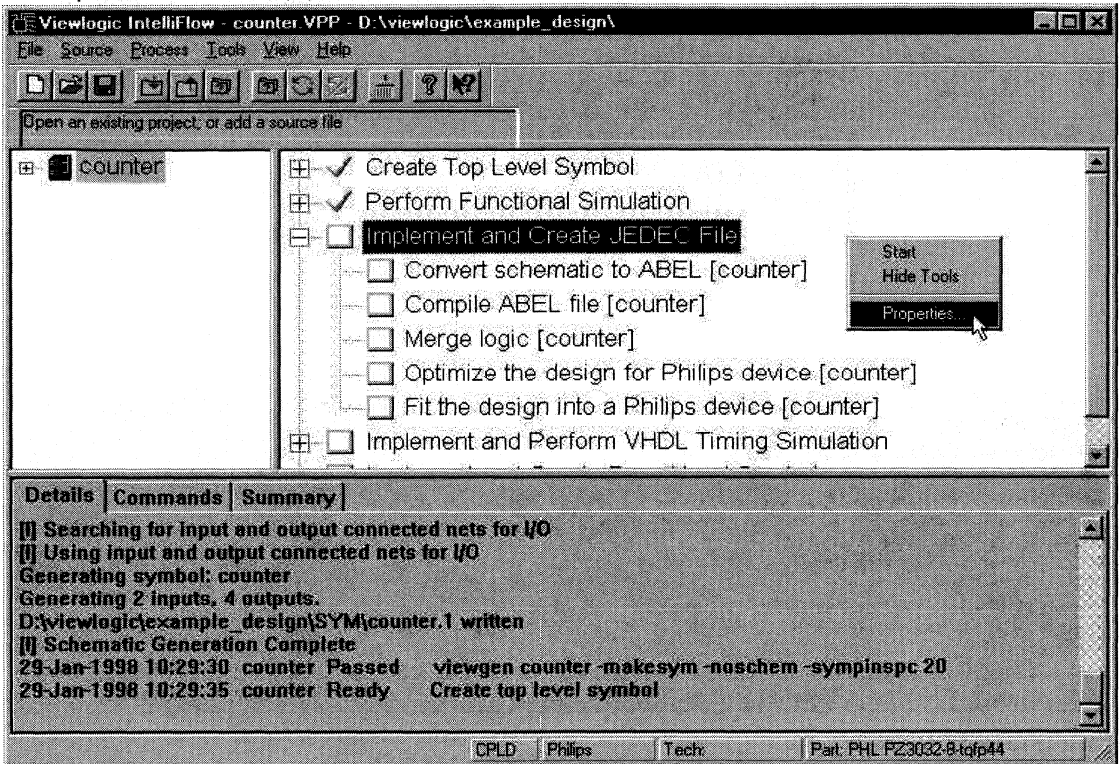 Viewlogic IntelliFlow - counter.VPP - D:\viewlogic\example_design\
File Source Process Tools View Help
Open an existing project, or add a source file
counter
Create Top Level Symbol
Perform Functional Simulation
Implement and Create JEDEC File
Convert schematic to ABEL [counter]
Compile ABEL file [counter]
Merge logic [counter]
Optimize the design for Philips device [counter]
Fit the design into a Philips device [counter]
Implement and Perform VHDL Timing Simulation
Start
Hide Tools
Properties...
Details Commands Summary
[I] Searching for input and output connected nets for I/O
[I] Using input and output connected nets for I/O
Generating symbol: counter
Generating 2 inputs, 4 outputs.
D:\viewlogic\example_design\SYM\counter.1 written
[I] Schematic Generation Complete
29-Jan-1998 10:29:30 counter Passed viewgen counter -makesym -noschem -sympinspc 20
29-Jan-1998 10:29:35 counter Ready Create top level symbol
CPLD Philips Tech: Part: PHL PZ3032-8-tqfp44